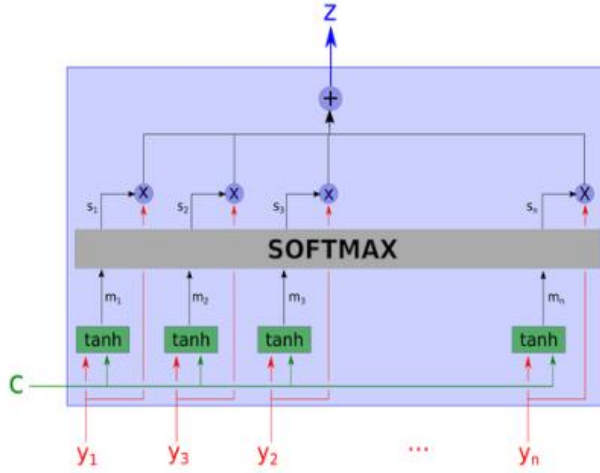 Z
+
X X X X
s₁ s₂ s₃ sₙ
SOFTMAX
m₁ m₂ m₃ mₙ
tanh tanh tanh tanh
C
y₁ y₃ y₂ ... yₙ